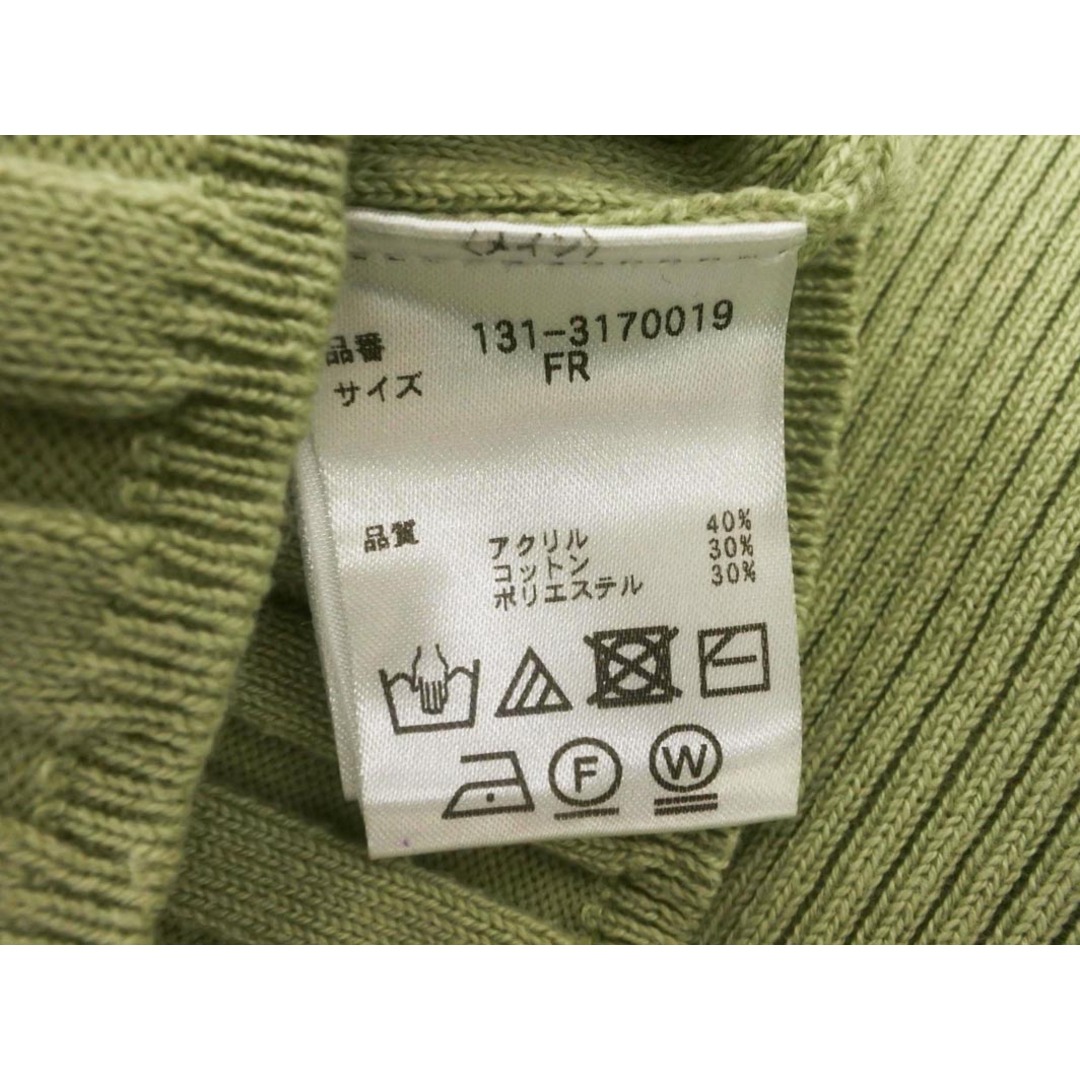 〈メイン〉
品番 131-3170019
サイズ FR
品質 アクリル 40%
コットン 30%
ポリエステル 30%
F W